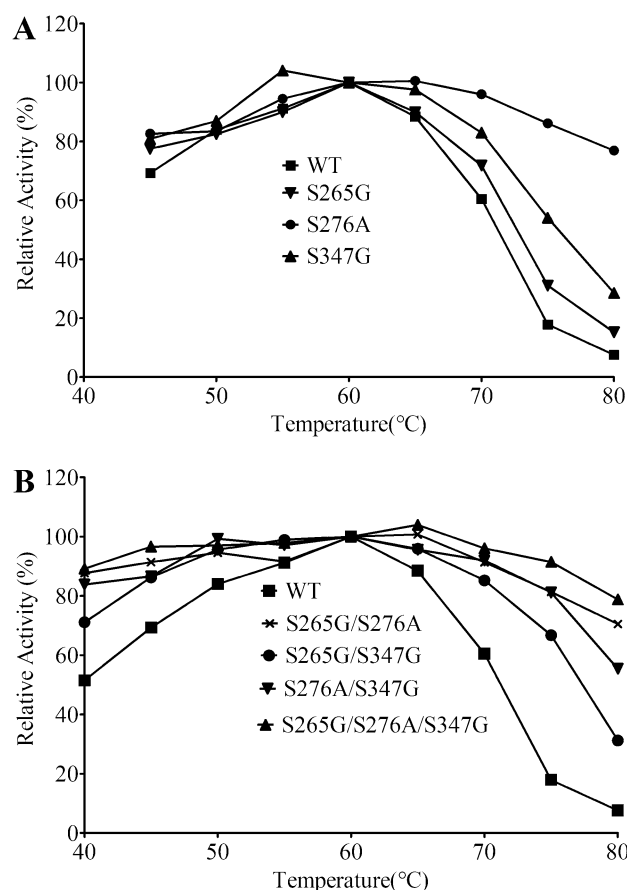 A
120
100
80
60
40
20
0
Relative Activity (%)
WT
S265G
S276A
S347G
40 50 60 70 80
Temperature(℃)
B
120
100
80
60
40
20
0
Relative Activity (%)
WT
S265G/S276A
S265G/S347G
S276A/S347G
S265G/S276A/S347G
40 50 60 70 80
Temperature(℃)